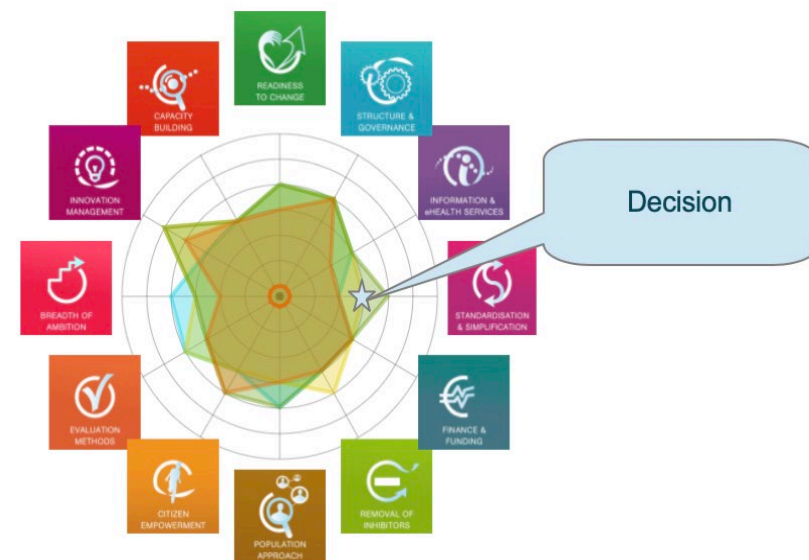 READINESS
TO CHANGE
STRUCTURE &
GOVERNANCE
INFORMATION &
eHEALTH SERVICES
Decision
STANDARDISATION
& SIMPLIFICATION
FINANCE &
FUNDING
REMOVAL OF
INHIBITORS
POPULATION
APPROACH
CITIZEN
EMPOWERMENT
EVALUATION
METHODS
BREADTH OF
AMBITION
INNOVATION
MANAGEMENT
CAPACITY
BUILDING